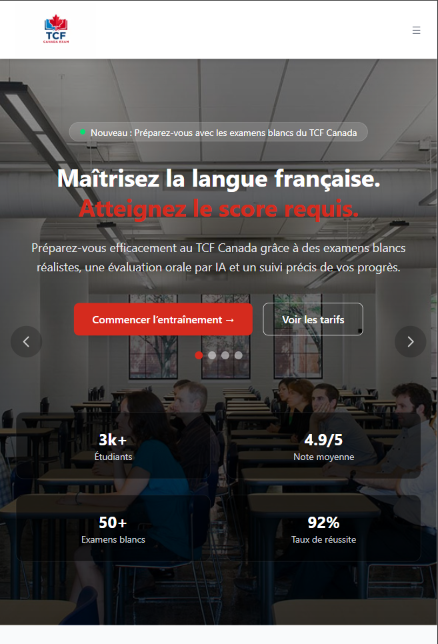 TCF
CANADA EXAM
Nouveau : Préparez-vous avec les examens blancs du TCF Canada
Maîtrisez la langue française.
Atteignez le score requis.
Préparez-vous efficacement au TCF Canada grâce à des examens blancs
réalistes, une évaluation orale par IA et un suivi précis de vos progrès.
Commencer l'entraînement →
Voir les tarifs
3k+
4.9/5
Étudiants
Note moyenne
50+
92%
Examens blancs
Taux de réussite